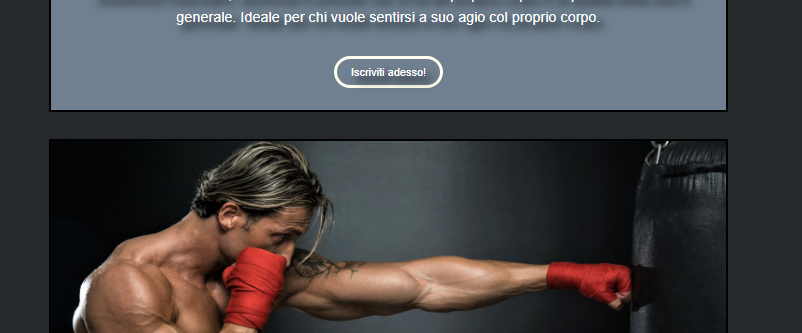 generale. Ideale per chi vuole sentirsi a suo agio col proprio corpo.
Iscriviti adesso!